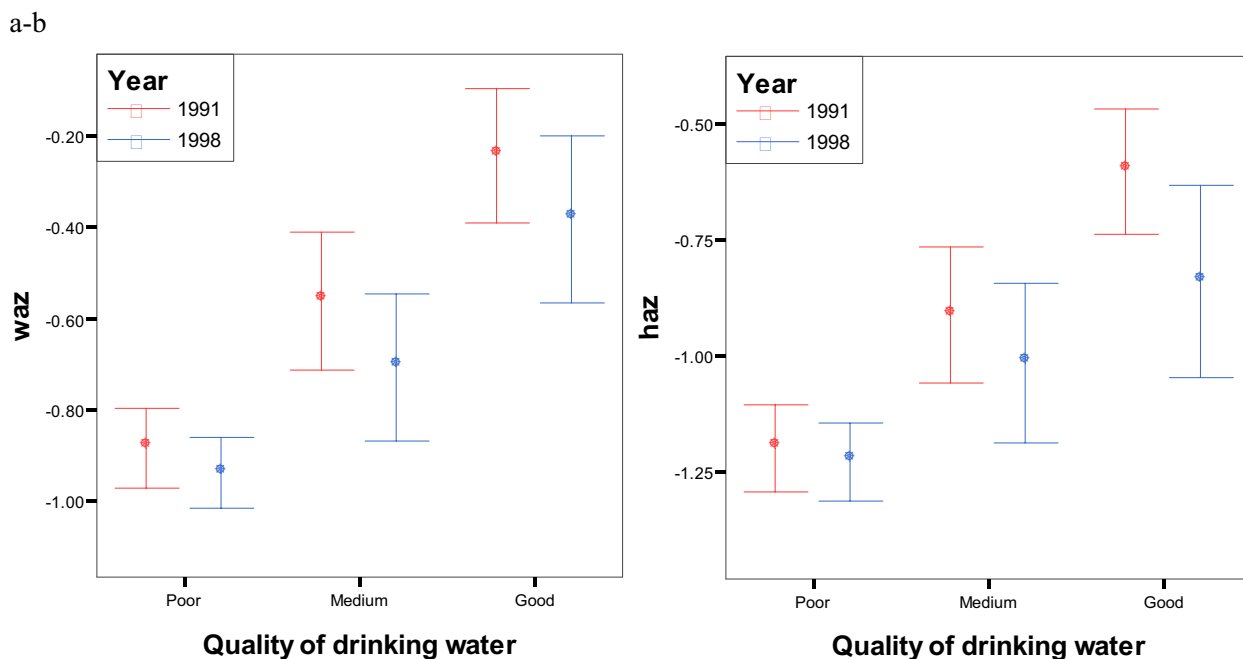 a-b
Year
1991
1998
-0.20
-0.40
-0.60
-0.80
-1.00
waz
Poor
Medium
Good
Quality of drinking water
Year
1991
1998
-0.50
-0.75
-1.00
-1.25
haz
Poor
Medium
Good
Quality of drinking water